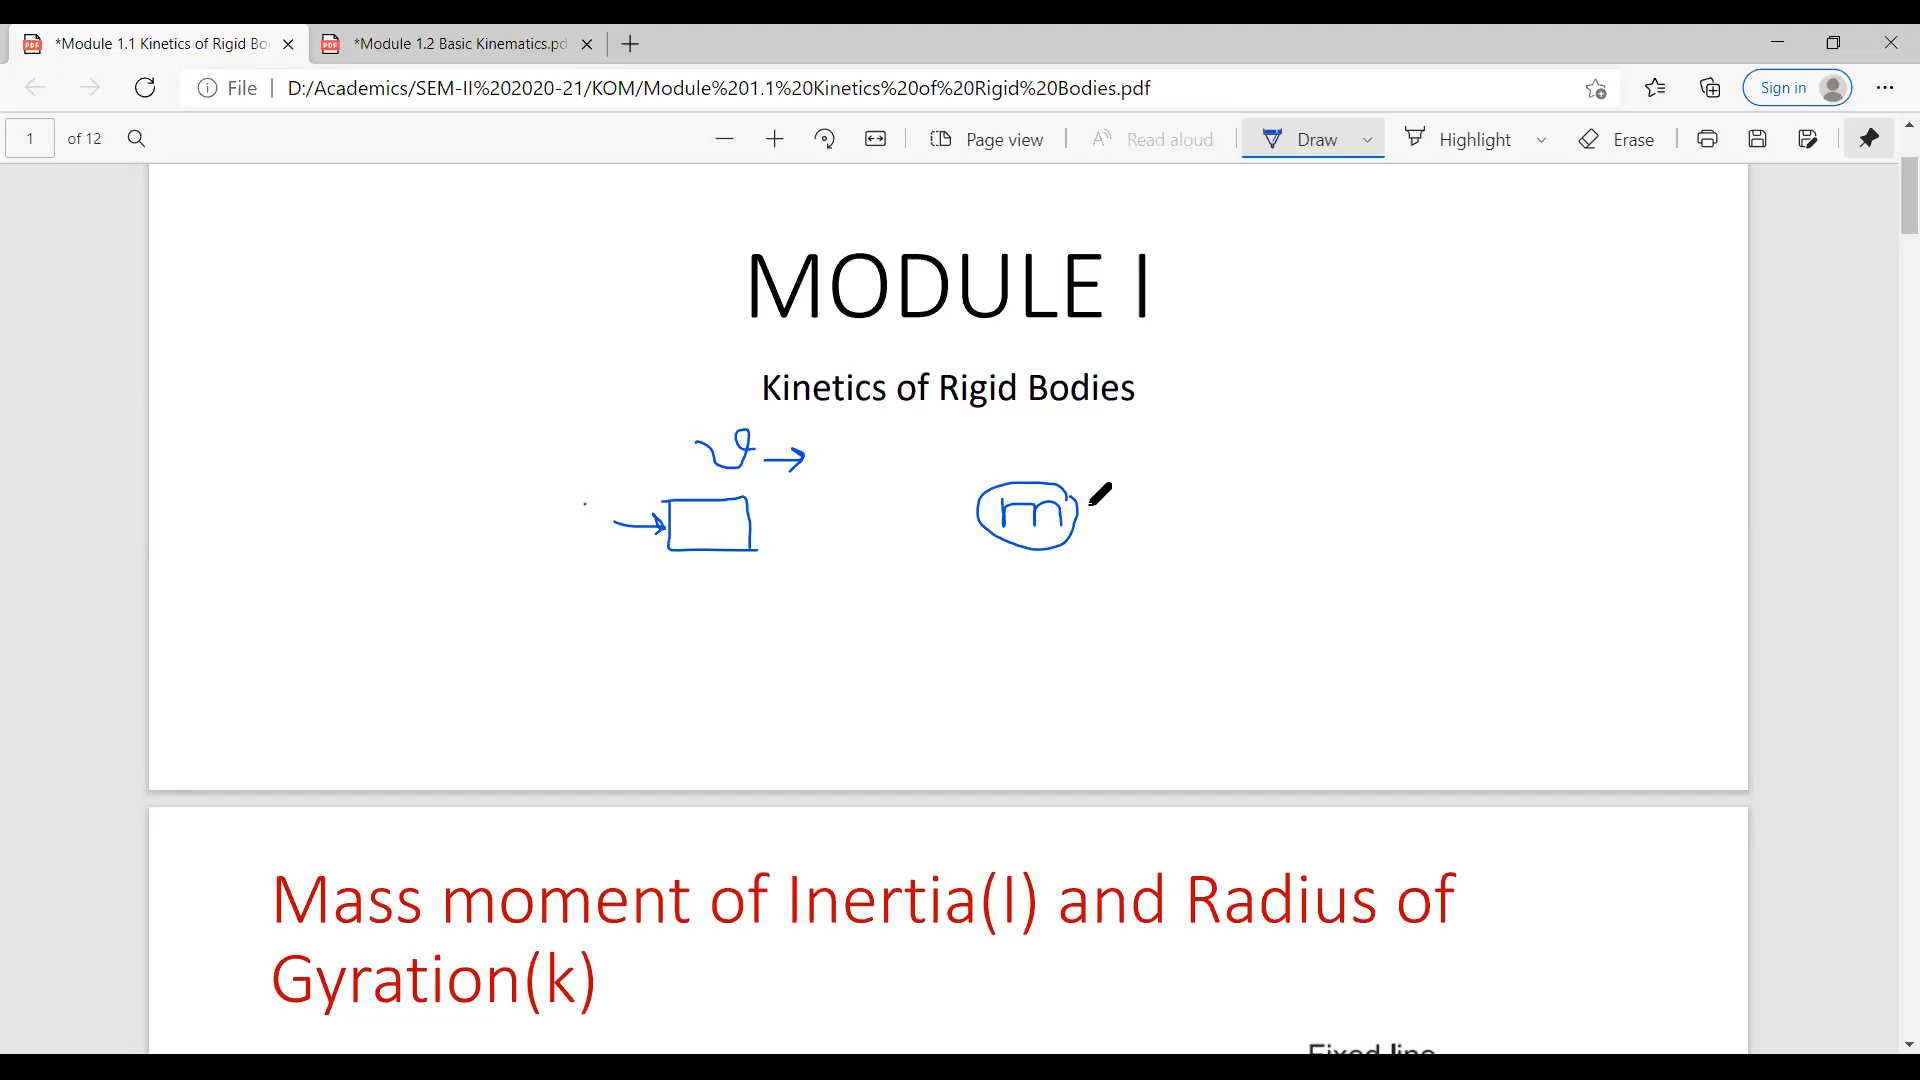 *Module 1.1 Kinetics of Rigid Bo
*Module 1.2 Basic Kinematics.pd
File
D:/Academics/SEM-II%202020-21/KOM/Module%201.1%20Kinetics%20of%20Rigid%20Bodies.pdf
Sign in
1 of 12
Page view
Read aloud
Draw
Highlight
Erase
MODULE I
Kinetics of Rigid Bodies
m
Mass moment of Inertia(I) and Radius of
Gyration(k)
Fixed line